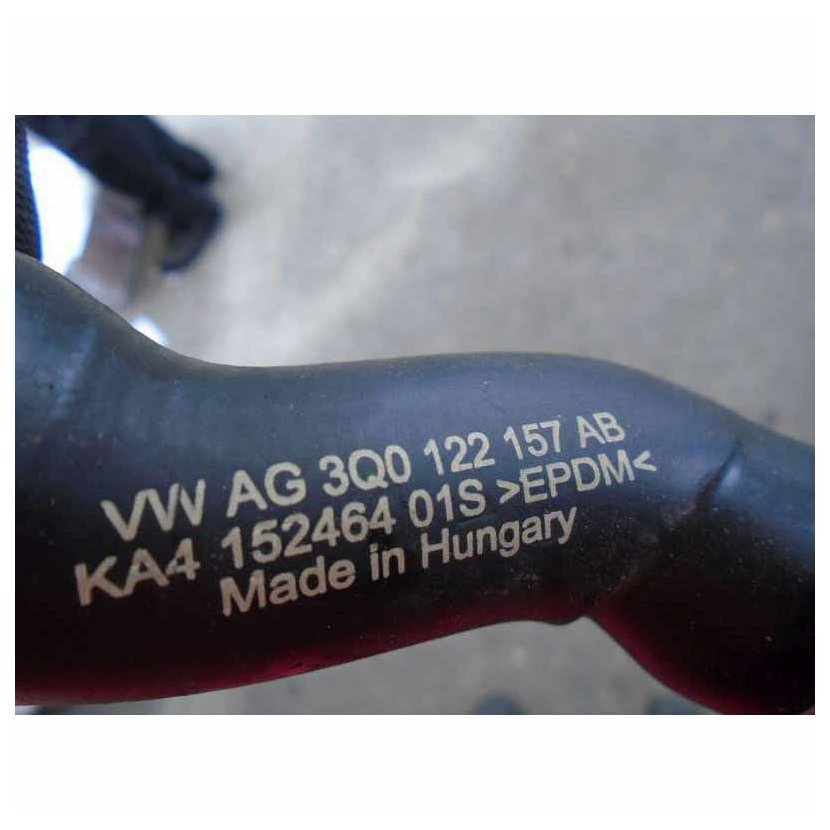 VW AG 3Q0 122 157 AB
KA4 152464 01S >EPDM<
Made in Hungary